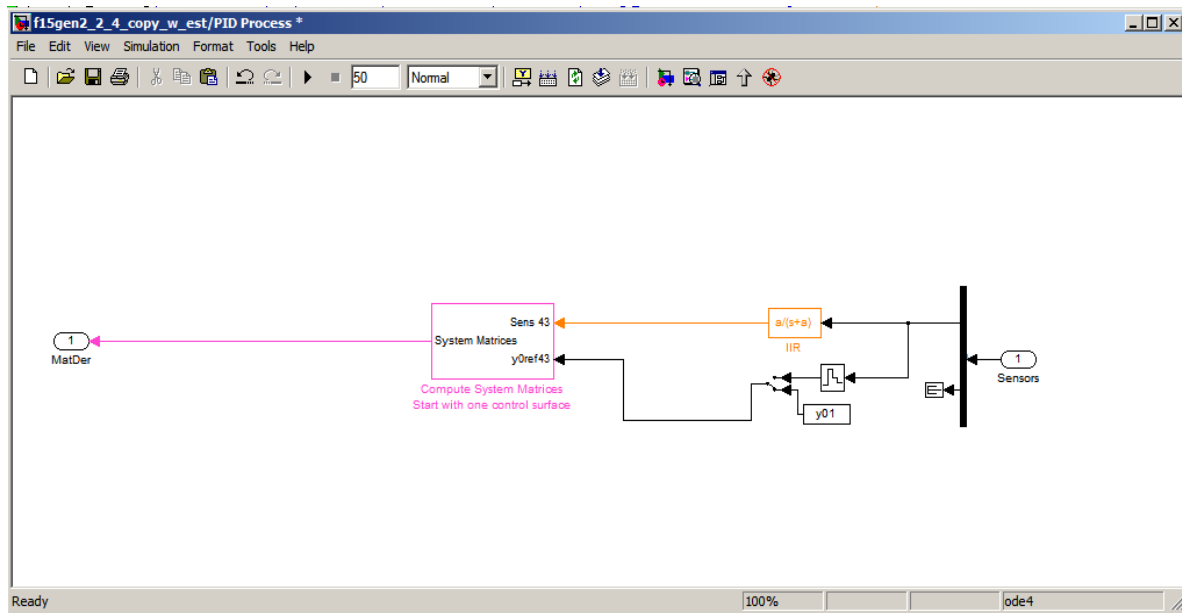 f15gen2_2_4_copy_w_est/PID Process *
File Edit View Simulation Format Tools Help
50 Normal
Sens 43
System Matrices
y0ref43
Compute System Matrices
Start with one control surface
1
MatDer
a/(s+a)
IIR
y01
1
Sensors
Ready 100% ode4